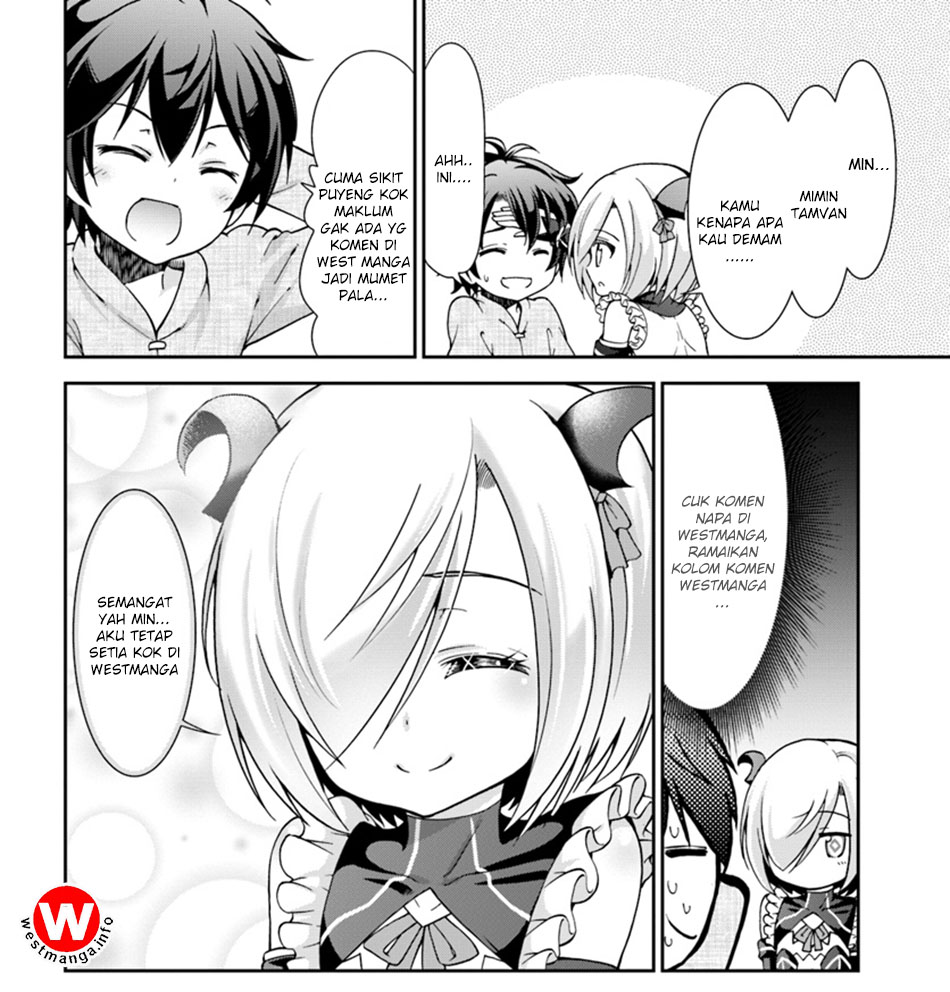 MIN...
MIMIN
TAMVAN
KAMU
KENAPA APA
KAU DEMAM
......
AHH..
INI....
CUMA SIKIT
PUYENG KOK
MAKLUM
GAK ADA YG
KOMEN DI
WEST MANGA
JADI MUMET
PALA...
CUK KOMEN
NAPA DI
WESTMANGA,
RAMAIKAN
KOLOM KOMEN
WESTMANGA
...
SEMANGAT
YAH MIN...
AKU TETAP
SETIA KOK DI
WESTMANGA
W
westmanga.info